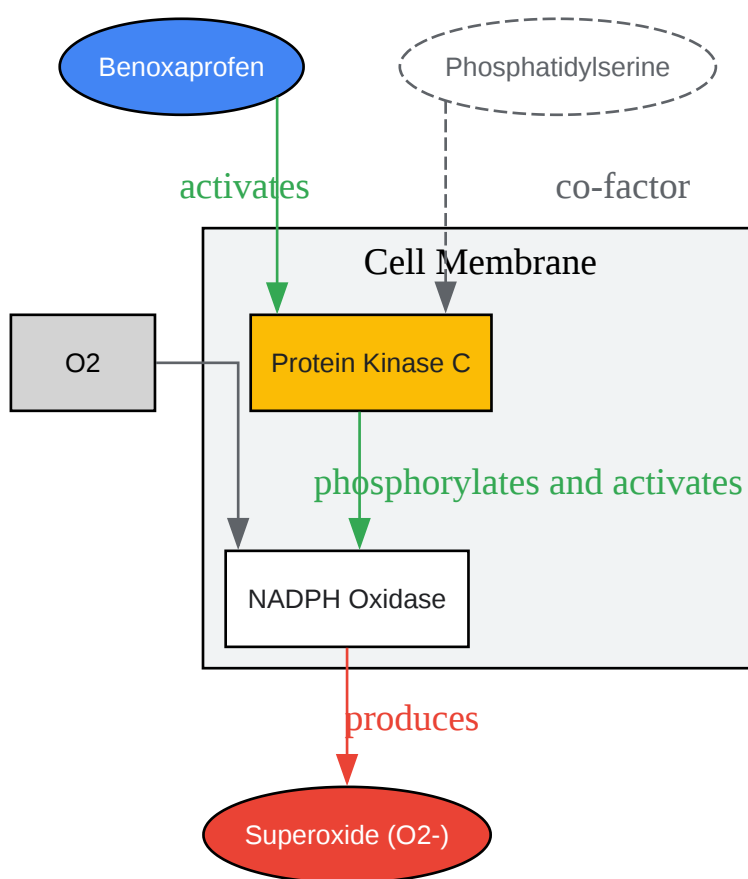 Benoxaprofen
Phosphatidylserine
activates
co-factor
Cell Membrane
O2
Protein Kinase C
phosphorylates and activates
NADPH Oxidase
produces
Superoxide (O2-)